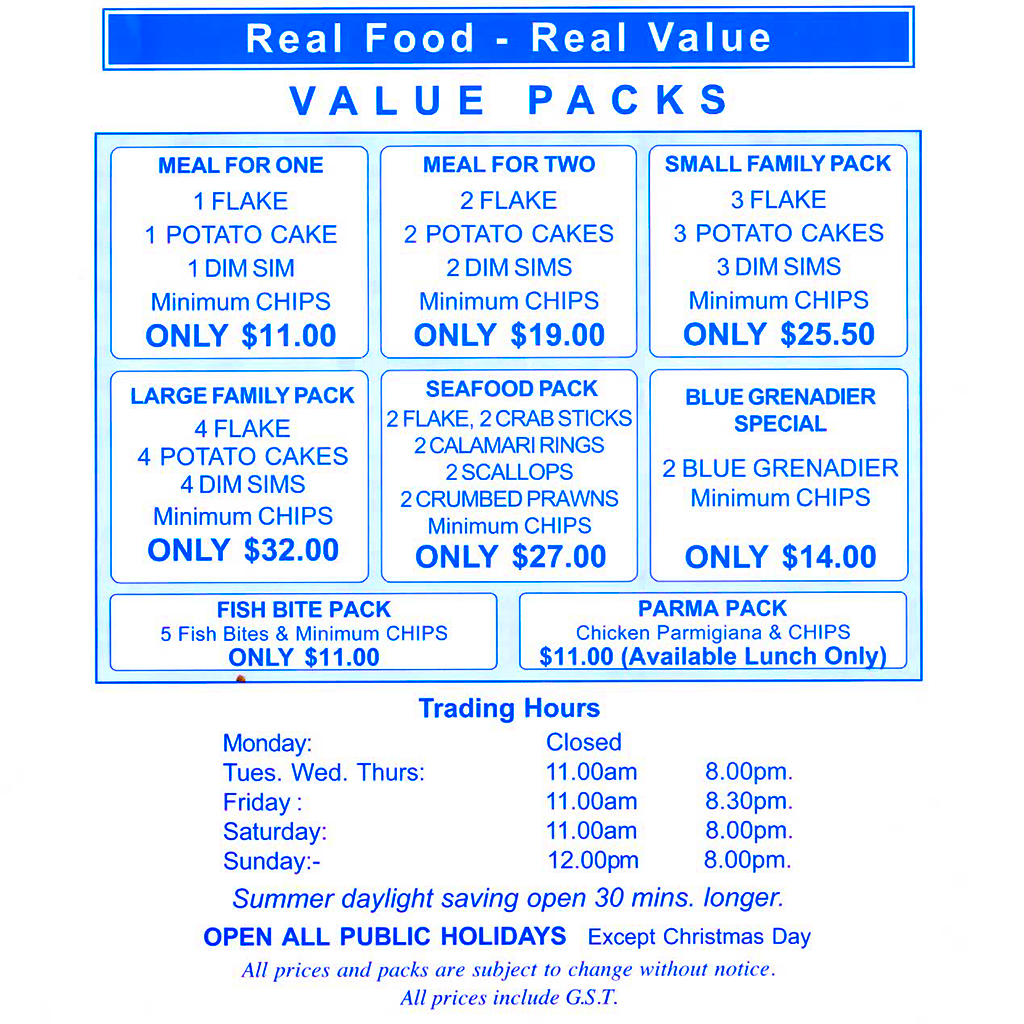 Real Food - Real Value
VALUE PACKS
MEAL FOR ONE
1 FLAKE
1 POTATO CAKE
1 DIM SIM
Minimum CHIPS
ONLY $11.00
MEAL FOR TWO
2 FLAKE
2 POTATO CAKES
2 DIM SIMS
Minimum CHIPS
ONLY $19.00
SMALL FAMILY PACK
3 FLAKE
3 POTATO CAKES
3 DIM SIMS
Minimum CHIPS
ONLY $25.50
LARGE FAMILY PACK
4 FLAKE
4 POTATO CAKES
4 DIM SIMS
Minimum CHIPS
ONLY $32.00
SEAFOOD PACK
2 FLAKE, 2 CRAB STICKS
2 CALAMARI RINGS
2 SCALLOPS
2 CRUMBED PRAWNS
Minimum CHIPS
ONLY $27.00
BLUE GRENADIER
SPECIAL
2 BLUE GRENADIER
Minimum CHIPS
ONLY $14.00
FISH BITE PACK
5 Fish Bites & Minimum CHIPS
ONLY $11.00
PARMA PACK
Chicken Parmigiana & CHIPS
$11.00 (Available Lunch Only)
Trading Hours
Monday: Closed
Tues. Wed. Thurs: 11.00am 8.00pm.
Friday : 11.00am 8.30pm.
Saturday: 11.00am 8.00pm.
Sunday:- 12.00pm 8.00pm.
Summer daylight saving open 30 mins. longer.
OPEN ALL PUBLIC HOLIDAYS Except Christmas Day
All prices and packs are subject to change without notice.
All prices include G.S.T.